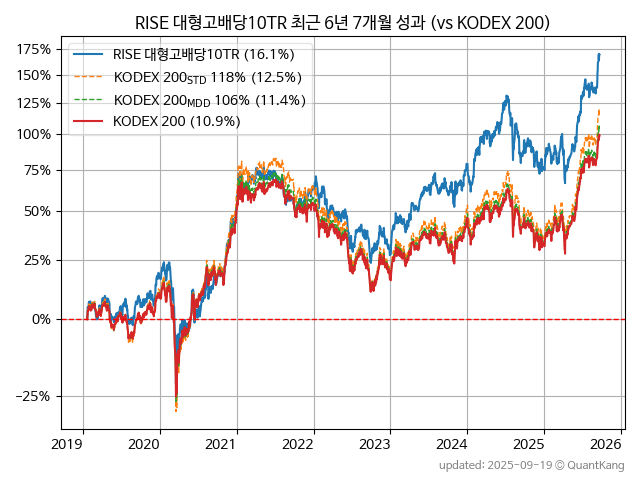 RISE 대형고배당10TR 최근 6년 7개월 성과 (vs KODEX 200)
RISE 대형고배당10TR (16.1%)
KODEX 200STD 118% (12.5%)
KODEX 200MDD 106% (11.4%)
KODEX 200 (10.9%)
175%
150%
125%
100%
75%
50%
25%
0%
−25%
2019 2020 2021 2022 2023 2024 2025 2026
updated: 2025-09-19 © QuantKang